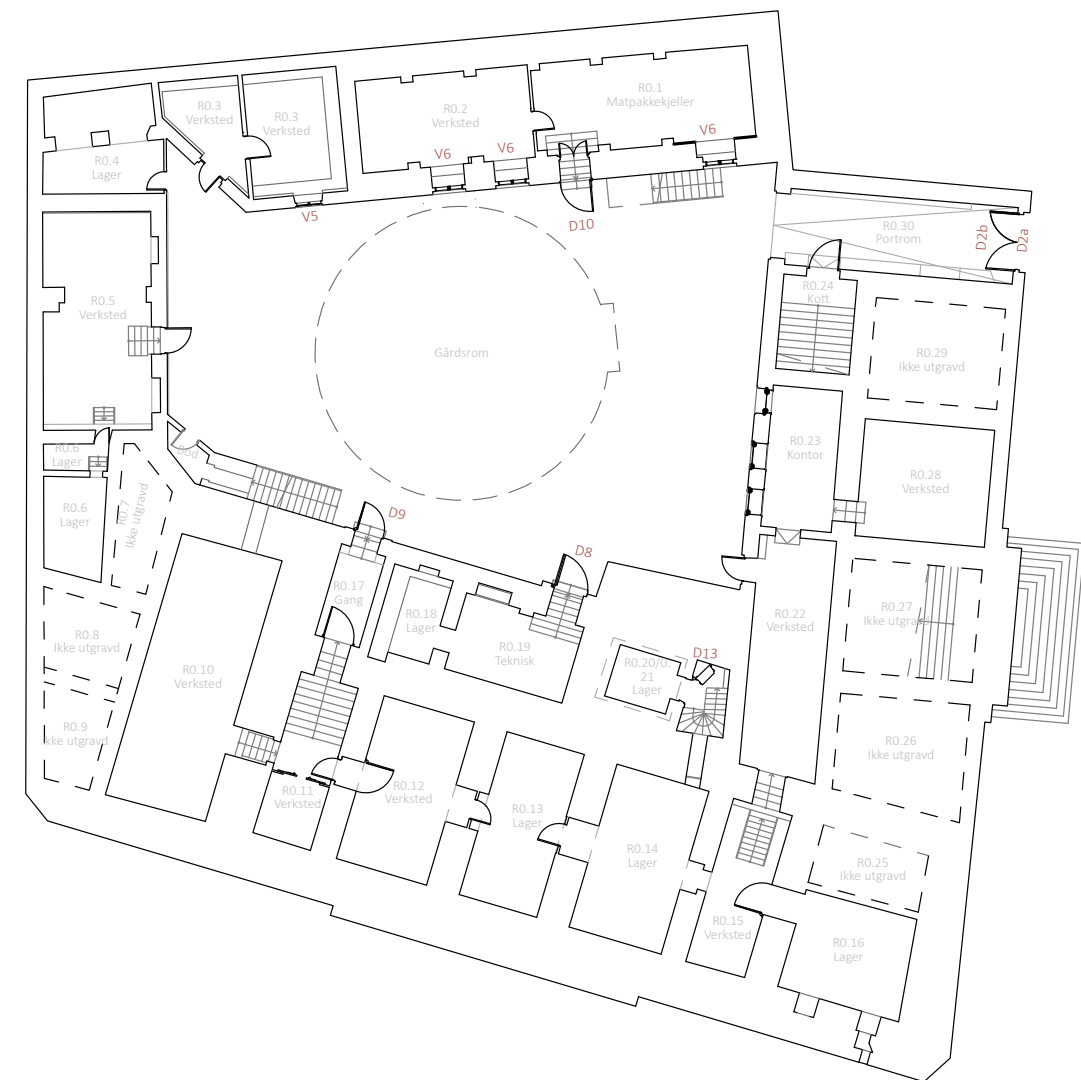 R0.1
Matpakkekjeller
R0.2
Verksted
R0.3
Verksted
R0.3
Verksted
V6
V6
V6
R0.4
Lager
V5
D10
R0.30
Portrom
D2b
D2a
R0.24
Kott
R0.5
Verksted
Gårdsrom
R0.29
Ikke utgravd
R0.23
Kontor
R0.6
Lager
Bod
R0.28
Verksted
R0.6
Lager
R0.7
Ikke utgravd
D9
D8
R0.17
Gang
R0.18
Lager
R0.19
Teknisk
R0.22
Verksted
R0.27
Ikke utgravd
R0.8
Ikke utgravd
R0.10
Verksted
D13
R0.20/0.
21
Lager
R0.9
Ikke utgravd
R0.26
Ikke utgravd
R0.11
Verksted
R0.12
Verksted
R0.13
Lager
R0.14
Lager
R0.25
Ikke utgravd
R0.15
Verksted
R0.16
Lager